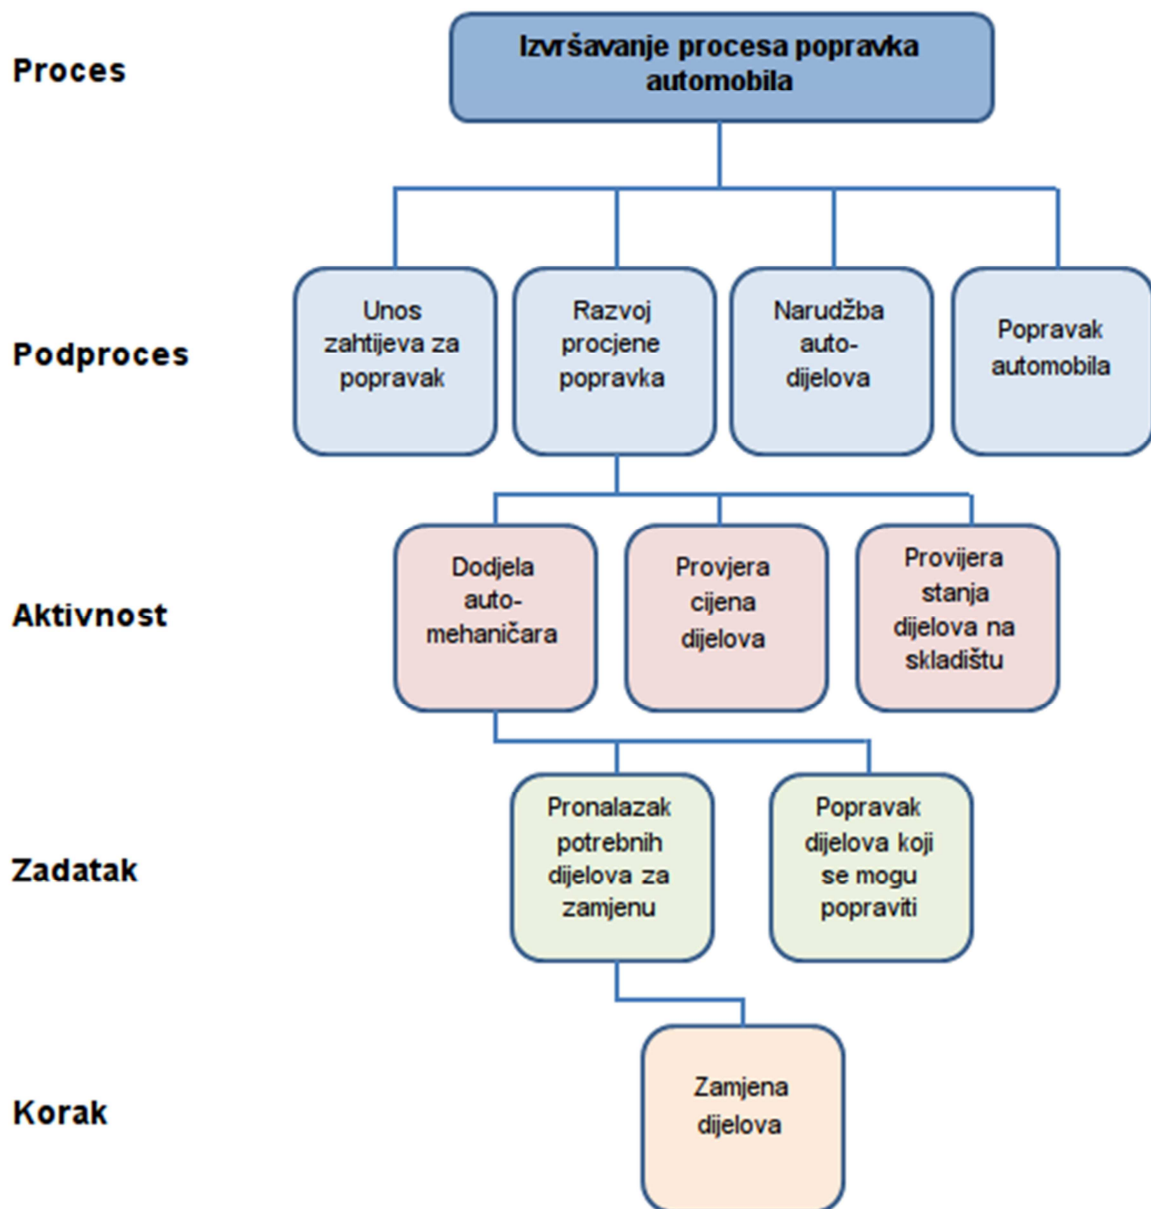 Proces
Izvršavanje procesa popravka
automobila
Podproces
Unos
zahtijeva za
popravak
Razvoj
procjene
popravka
Narudžba
auto-
dijelova
Popravak
automobila
Aktivnost
Dodjela
auto-
mehaničara
Provjera
cijena
dijelova
Provijera
stanja
dijelova na
skladištu
Zadatak
Pronalazak
potrebnih
dijelova za
zamjenu
Popravak
dijelova koji
se mogu
popraviti
Korak
Zamjena
dijelova